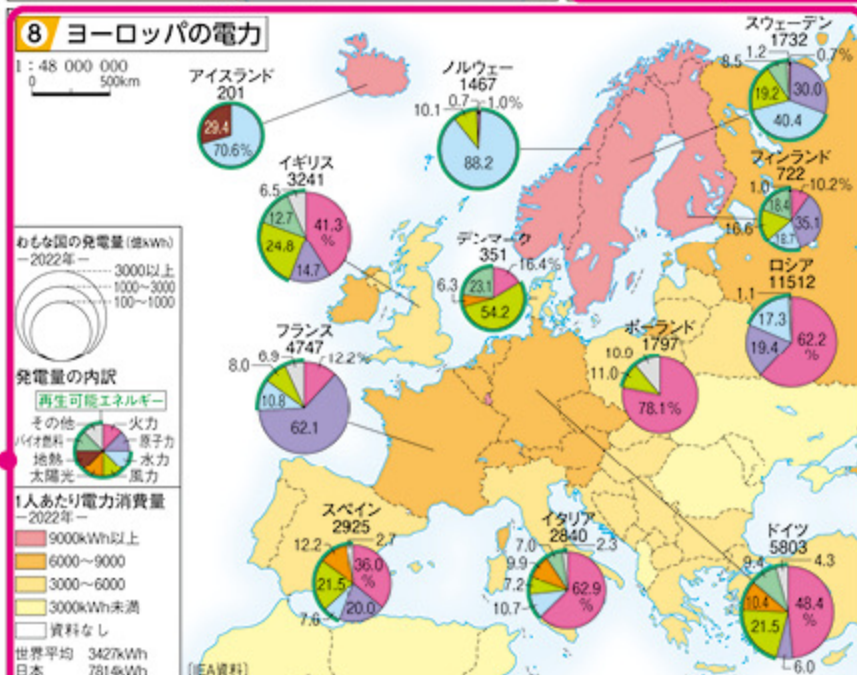 8 ヨーロッパの電力
1:48 000 000
0 500km
アイスランド
201
29.4
70.6%
ノルウェー
1467
10.1
0.7
1.0%
88.2
スウェーデン
1732
8.5
1.2
0.7%
19.2
30.0
40.4
イギリス
3241
6.5
12.7
41.3
%
24.8
14.7
フィンランド
722
1.0
10.2%
18.4
35.1
16.6
18.7
デンマーク
351
16.4%
6.3
23.1
54.2
ロシア
11512
1.1
17.3
62.2
%
19.4
フランス
4747
6.9
12.2%
8.0
10.8
62.1
ポーランド
1797
10.9
11.0
78.1%
スペイン
2925
12.2
2.7
36.0
%
21.5
20.0
7.6
イタリア
2840
7.0
2.3
9.9
7.2
62.9
%
10.7
ドイツ
5803
9.4
4.3
10.4
48.4
%
21.5
6.0
おもな国の発電量(億kWh)
−2022年−
3000以上
1000〜3000
100〜1000
発電量の内訳
再生可能エネルギー
その他
火力
バイオ燃料
原子力
地熱
水力
太陽光
風力
1人あたり電力消費量
−2022年−
9000kWh以上
6000〜9000
3000〜6000
3000kWh未満
資料なし
世界平均 3427kWh
日本 7814kWh
〔IEA資料〕